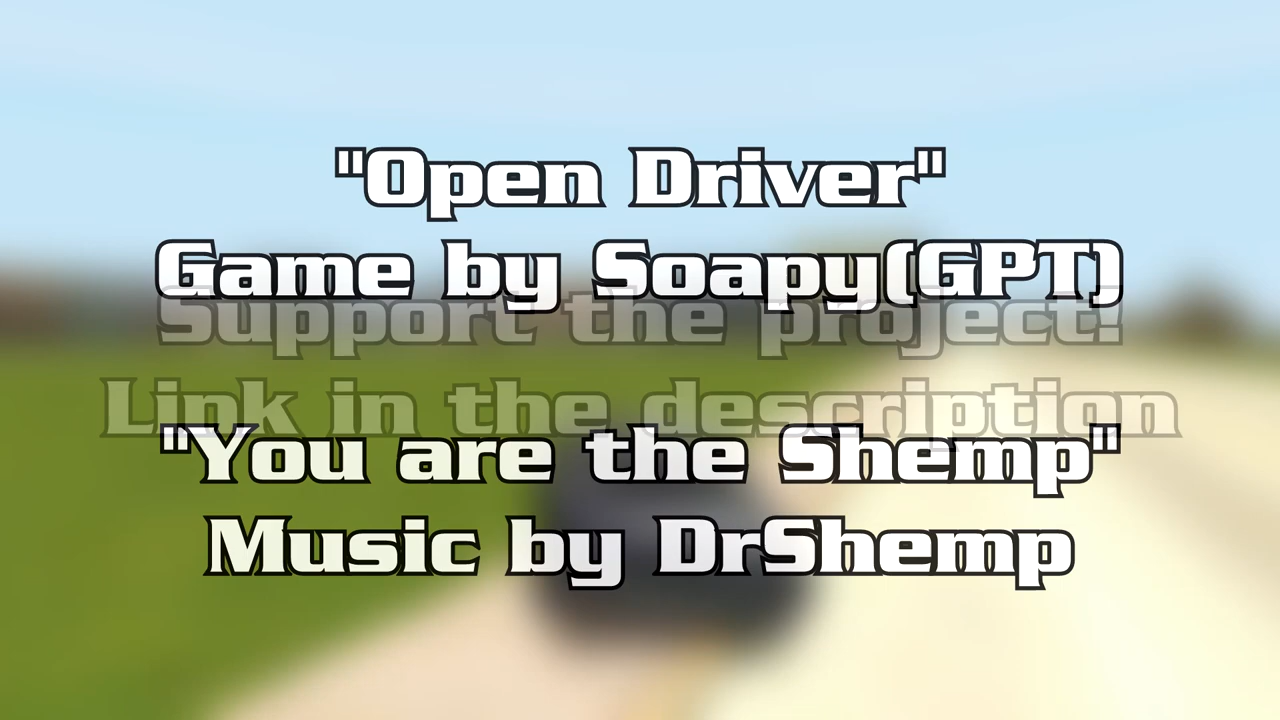 "Open Driver"
Game by Soapy(GPT)
Support the project!
Link in the description
"You are the Shemp"
Music by DrShemp